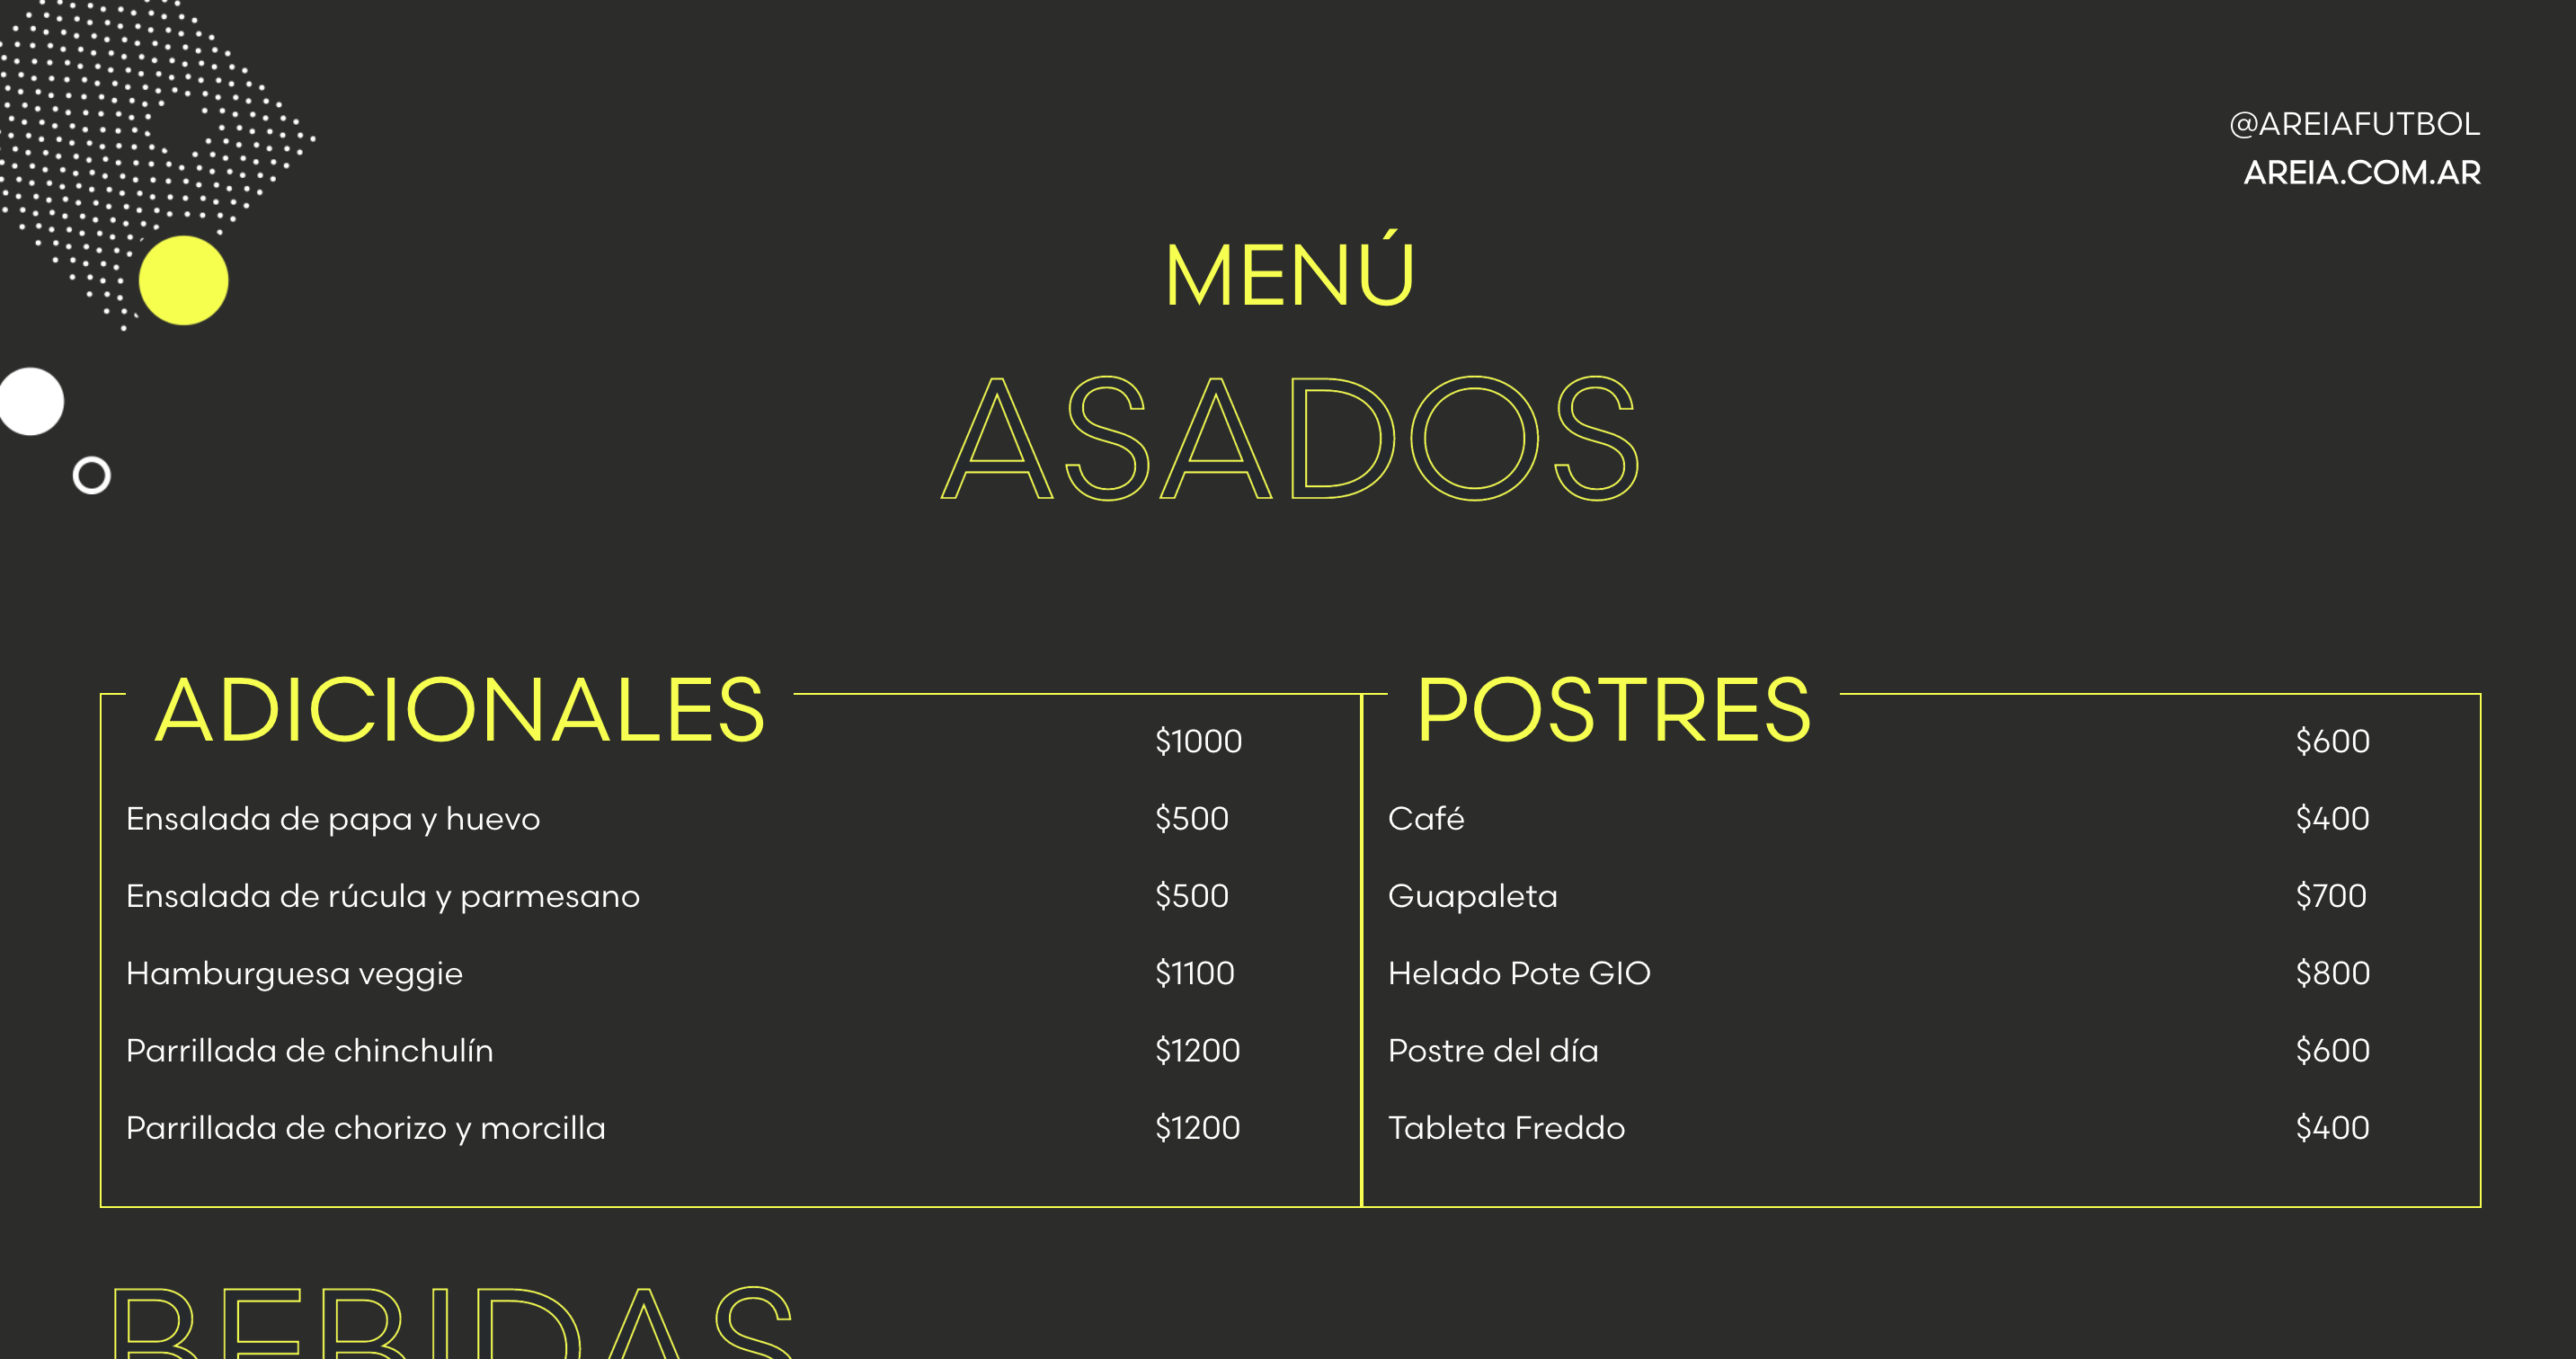 @AREIAFUTBOL
AREIA.COM.AR
MENÚ
ASADOS
ADICIONALES
$1000
Ensalada de papa y huevo $500
Ensalada de rúcula y parmesano $500
Hamburguesa veggie $1100
Parrillada de chinchulín $1200
Parrillada de chorizo y morcilla $1200
POSTRES
$600
Café $400
Guapaleta $700
Helado Pote GIO $800
Postre del día $600
Tableta Freddo $400
BEBIDAS